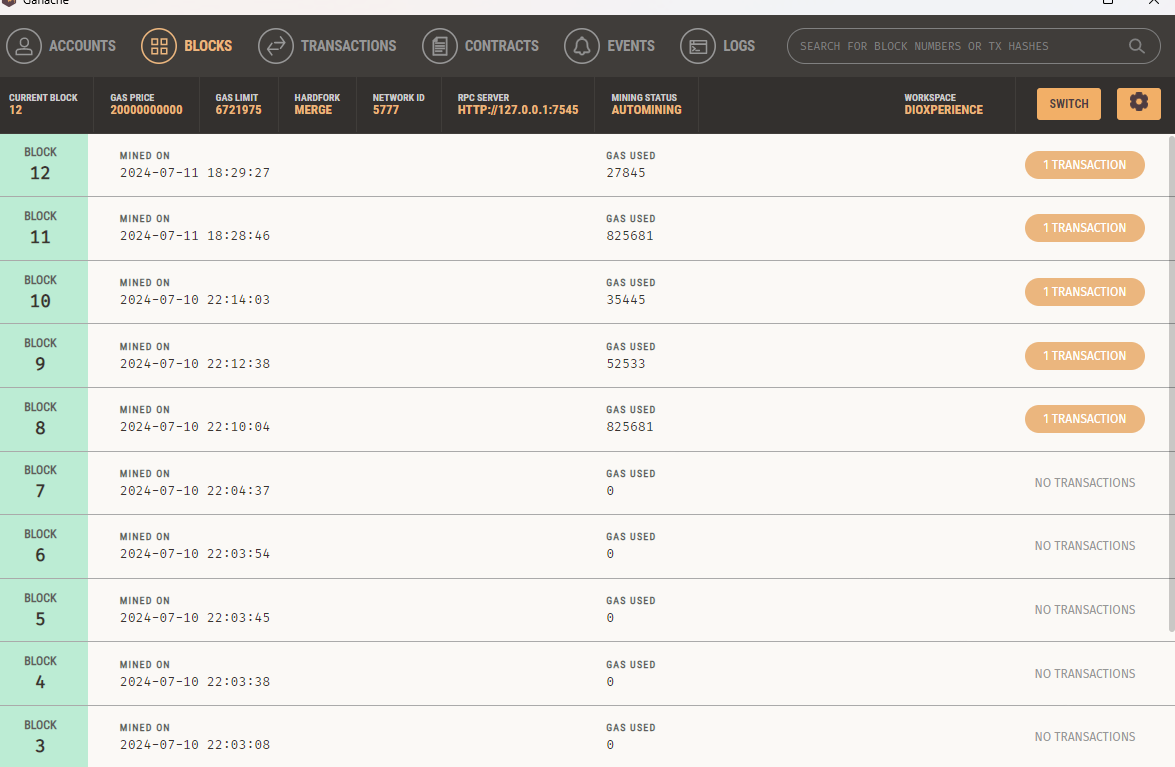 Ganache
ACCOUNTS BLOCKS TRANSACTIONS CONTRACTS EVENTS LOGS SEARCH FOR BLOCK NUMBERS OR TX HASHES
CURRENT BLOCK GAS PRICE GAS LIMIT HARDFORK NETWORK ID RPC SERVER MINING STATUS WORKSPACE
12 20000000000 6721975 MERGE 5777 HTTP://127.0.0.1:7545 AUTOMINING DIOXPERIENCE SWITCH
BLOCK MINED ON GAS USED
12 2024-07-11 18:29:27 27845 1 TRANSACTION
BLOCK MINED ON GAS USED
11 2024-07-11 18:28:46 825681 1 TRANSACTION
BLOCK MINED ON GAS USED
10 2024-07-10 22:14:03 35445 1 TRANSACTION
BLOCK MINED ON GAS USED
9 2024-07-10 22:12:38 52533 1 TRANSACTION
BLOCK MINED ON GAS USED
8 2024-07-10 22:10:04 825681 1 TRANSACTION
BLOCK MINED ON GAS USED
7 2024-07-10 22:04:37 0 NO TRANSACTIONS
BLOCK MINED ON GAS USED
6 2024-07-10 22:03:54 0 NO TRANSACTIONS
BLOCK MINED ON GAS USED
5 2024-07-10 22:03:45 0 NO TRANSACTIONS
BLOCK MINED ON GAS USED
4 2024-07-10 22:03:38 0 NO TRANSACTIONS
BLOCK MINED ON GAS USED
3 2024-07-10 22:03:08 0 NO TRANSACTIONS